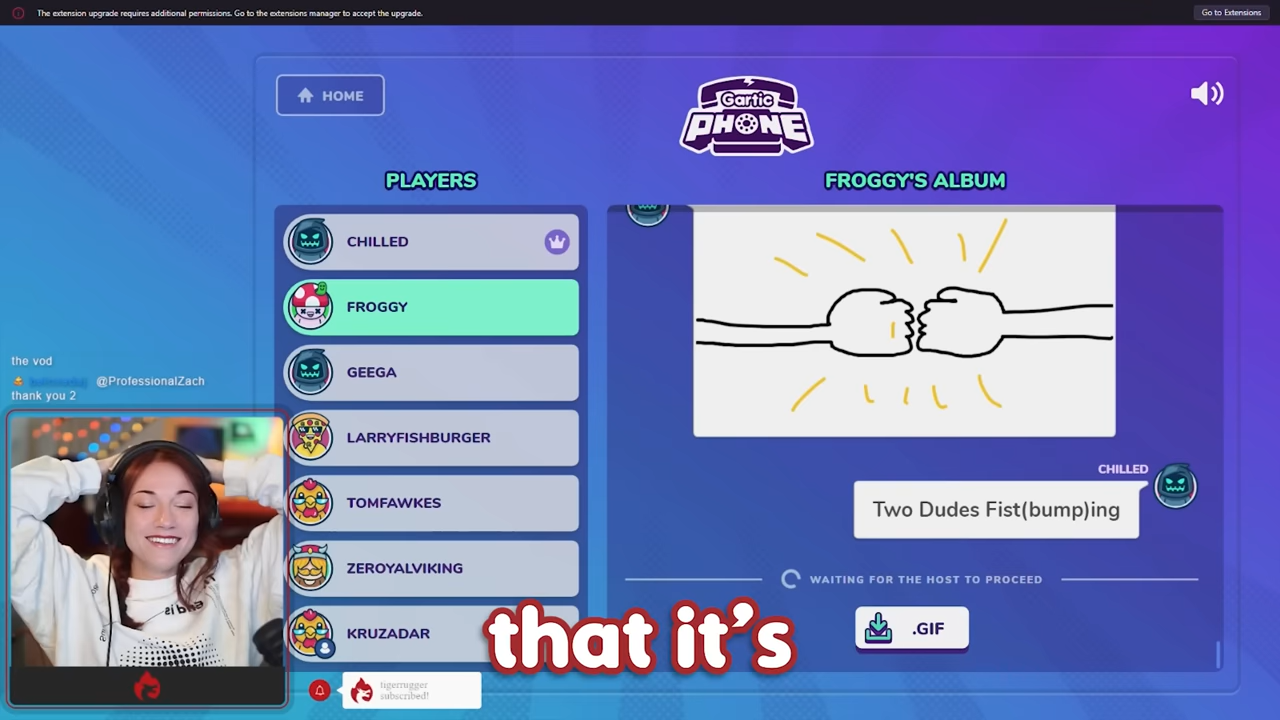 The extension upgrade requires additional permissions. Go to the extensions manager to accept the upgrade.
Go to Extensions
HOME
Gartic
PHONE
PLAYERS
FROGGY'S ALBUM
CHILLED
FROGGY
GEEGA
LARRYFISHBURGER
TOMFAWKES
ZEROYALVIKING
KRUZADAR
CHILLED
Two Dudes Fist(bump)ing
WAITING FOR THE HOST TO PROCEED
.GIF
the vod
@ProfessionalZach
thank you 2
that it's
tigerrugger
subscribed!